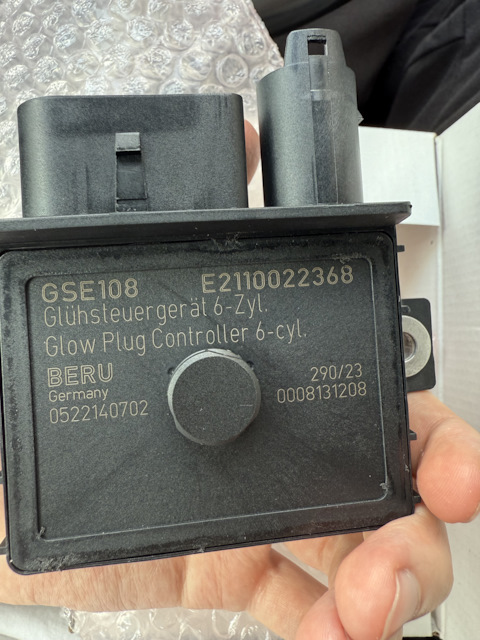 GSE108 E2110022368
Glühsteuergerät 6-Zyl.
Glow Plug Controller 6-cyl.
BERU 290/23
Germany 0008131208
0522140702